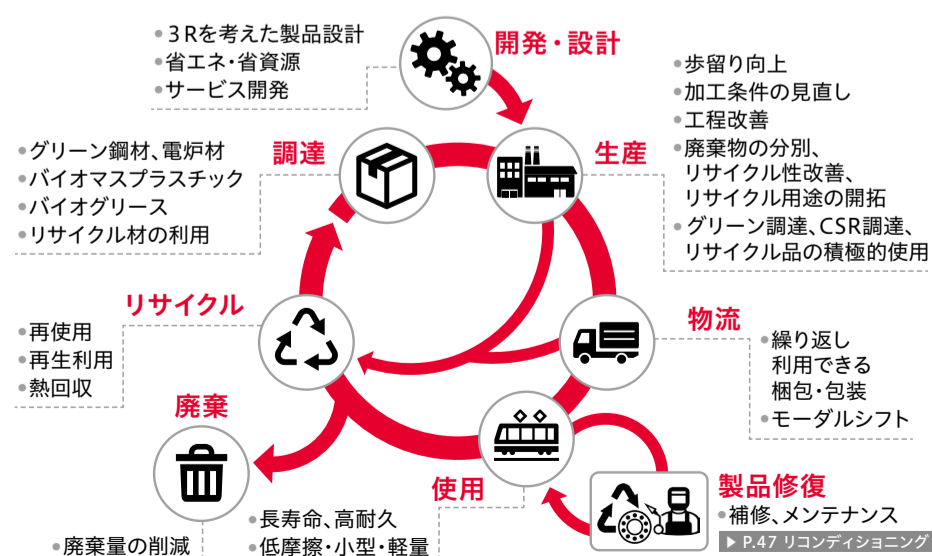 ・３Rを考えた製品設計
・省エネ・省資源
・サービス開発
開発・設計
・歩留り向上
・加工条件の見直し
・工程改善
・廃棄物の分別、
リサイクル性改善、
リサイクル用途の開拓
・グリーン調達、CSR調達、
リサイクル品の積極的使用
生産
調達
・グリーン鋼材、電炉材
・バイオマスプラスチック
・バイオグリース
・リサイクル材の利用
リサイクル
・再使用
・再生利用
・熱回収
物流
・繰り返し
利用できる
梱包・包装
・モーダルシフト
廃棄
・廃棄量の削減
使用
・長寿命、高耐久
・低摩擦・小型・軽量
製品修復
・補修、メンテナンス
▶ P.47 リコンディショニング